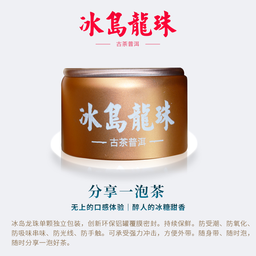 冰島龍珠
古茶普洱
冰島龍珠
古茶普洱
分享一泡茶
无上的口感体验｜醉人的冰糖甜香
冰岛龙珠单颗独立包装，创新环保铝罐覆膜密封。持续保鲜。防受潮、防氧化、
防吸味串味、防光线、防手触。可承受强力冲击，方便外带。随身带、随时泡，
随时分享一泡好茶。